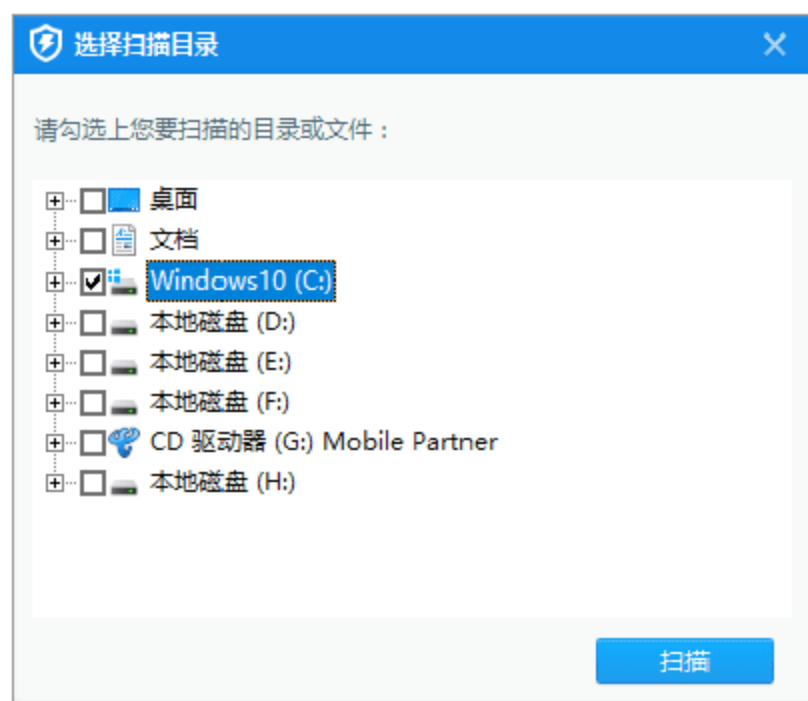 选择扫描目录
请勾选上您要扫描的目录或文件：
桌面
文档
Windows10 (C:)
本地磁盘 (D:)
本地磁盘 (E:)
本地磁盘 (F:)
CD 驱动器 (G:) Mobile Partner
本地磁盘 (H:)
扫描